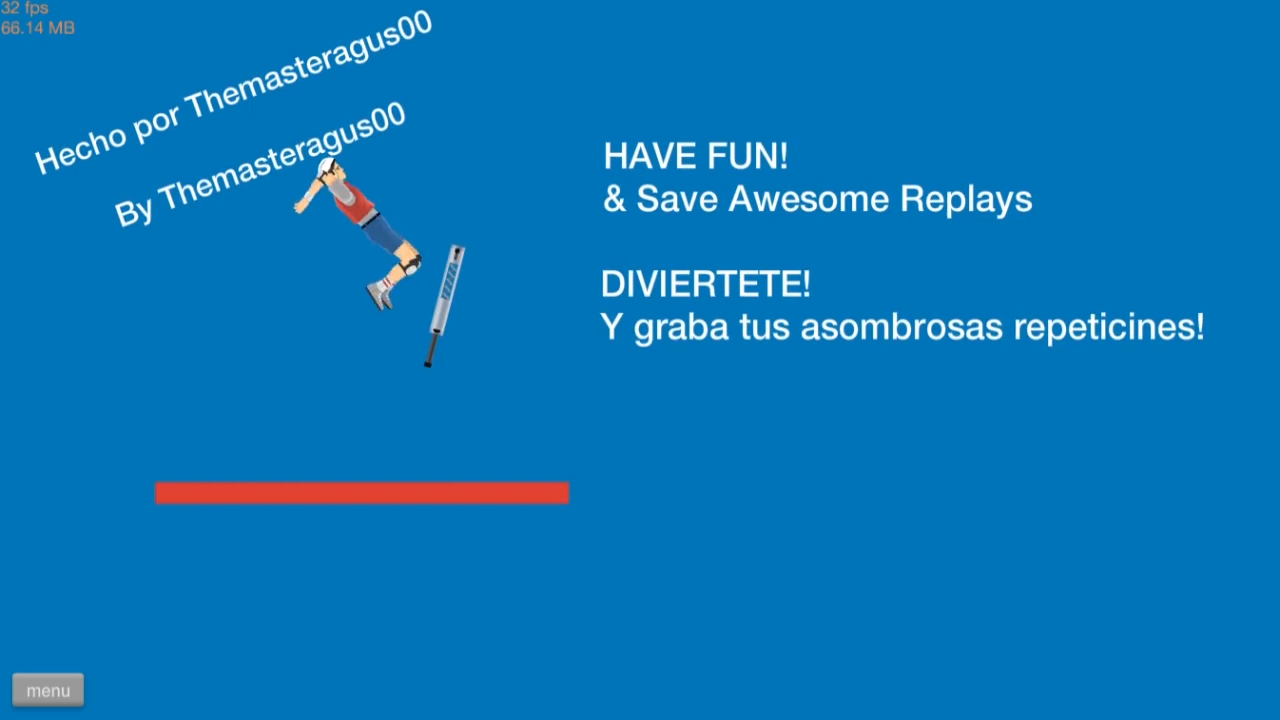 32 fps
66.14 MB
Hecho por Themasteragus00
By Themasteragus00
HAVE FUN!
& Save Awesome Replays
DIVIERTETE!
Y graba tus asombrosas repeticines!
menu